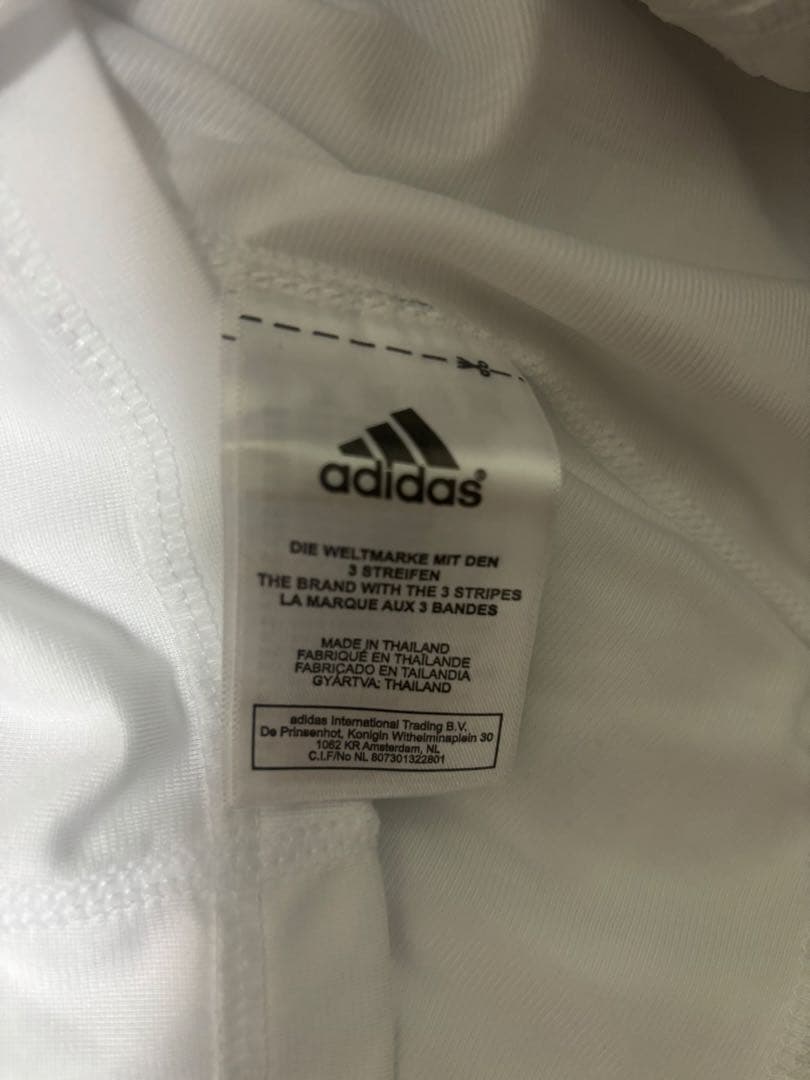 adidas®
DIE WELTMARKE MIT DEN
3 STREIFEN
THE BRAND WITH THE 3 STRIPES
LA MARQUE AUX 3 BANDES
MADE IN THAILAND
FABRIQUÉ EN THAÏLANDE
FABRICADO EN TAILANDIA
GYÁRTVA: THAILAND
adidas International Trading B.V.
De Prinsenhot, Konigin Withelminaplein 30
1062 KR Amsterdam, NL
C.I.F/No NL 807301322801